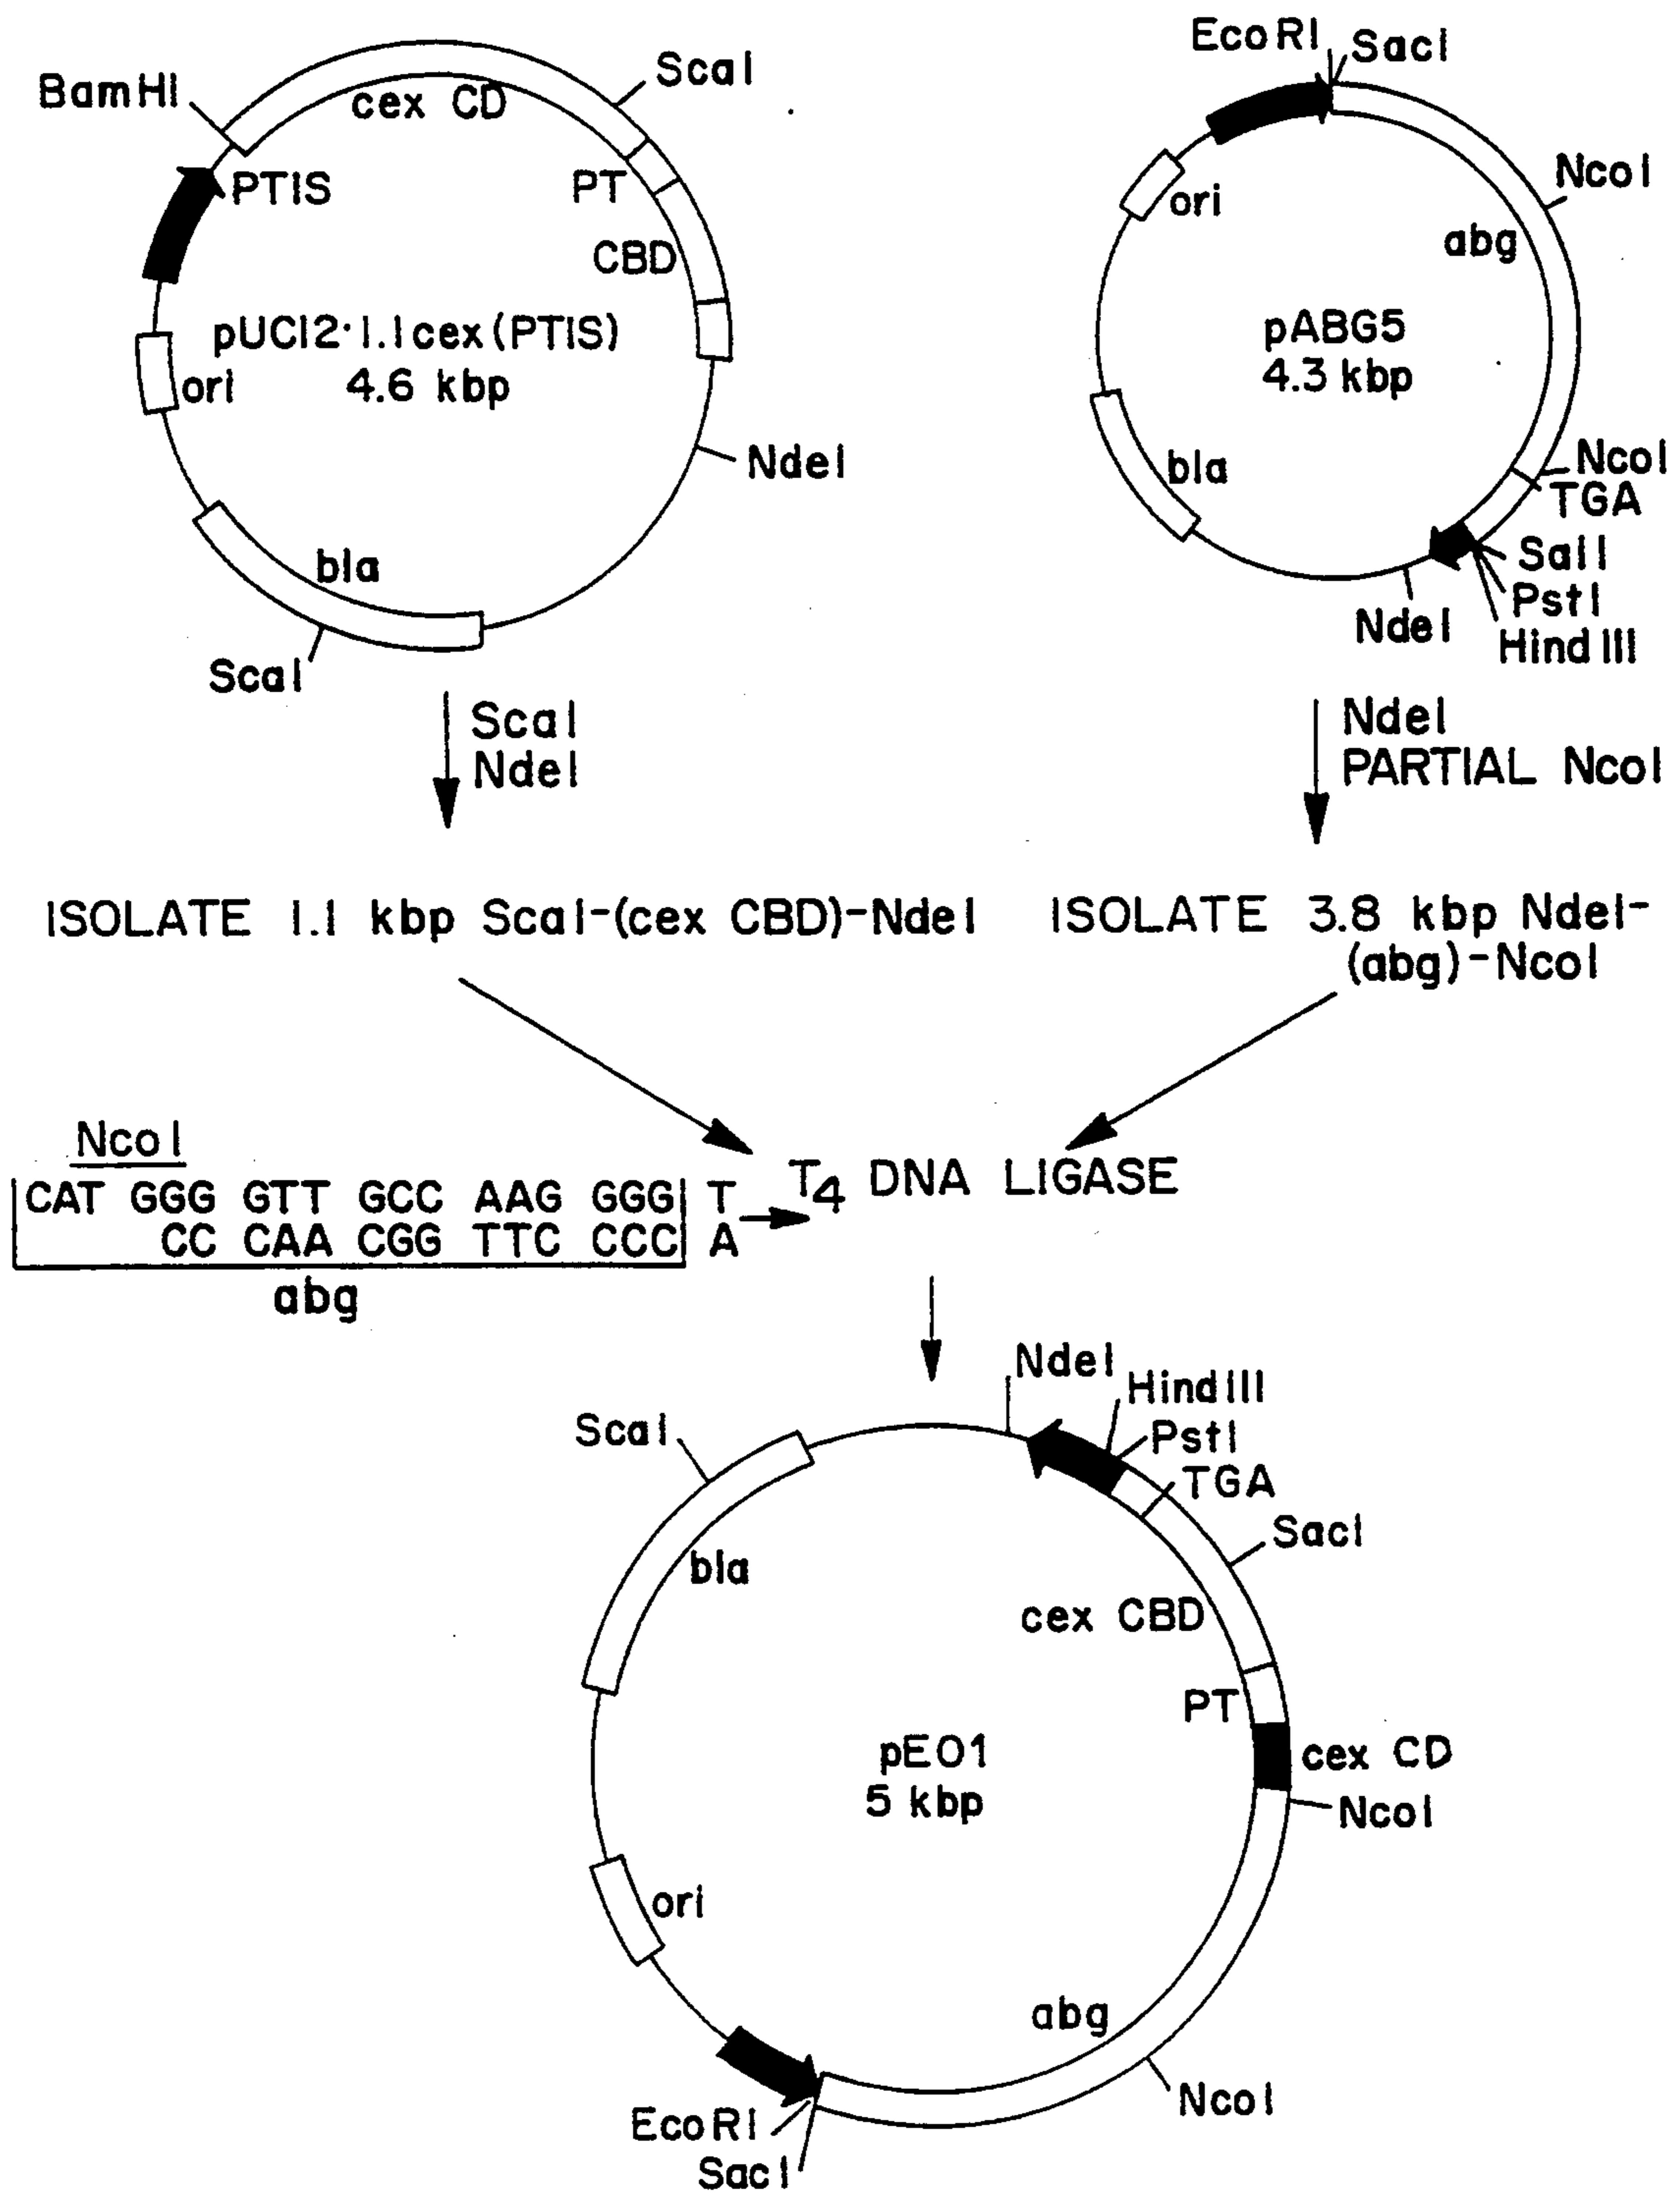 BamHI
ScaI
cex CD
PTIS
PT
CBD
pUC12·1.1cex(PTIS)
4.6 kbp
ori
NdeI
bla
ScaI
EcoRI
SacI
NcoI
ori
abg
pABG5
4.3 kbp
bla
NcoI
TGA
SalI
PstI
HindIII
NdeI
ScaI
NdeI
NdeI
PARTIAL NcoI
ISOLATE 1.1 kbp ScaI-(cex CBD)-NdeI
ISOLATE 3.8 kbp NdeI-
(abg)-NcoI
NcoI
CAT GGG GTT GCC AAG GGG T
CC CAA CGG TTC CCC A
abg
T4 DNA LIGASE
NdeI
HindIII
PstI
TGA
SacI
ScaI
bla
cex CBD
PT
pEO1
5 kbp
cex CD
NcoI
ori
abg
NcoI
EcoRI
SacI